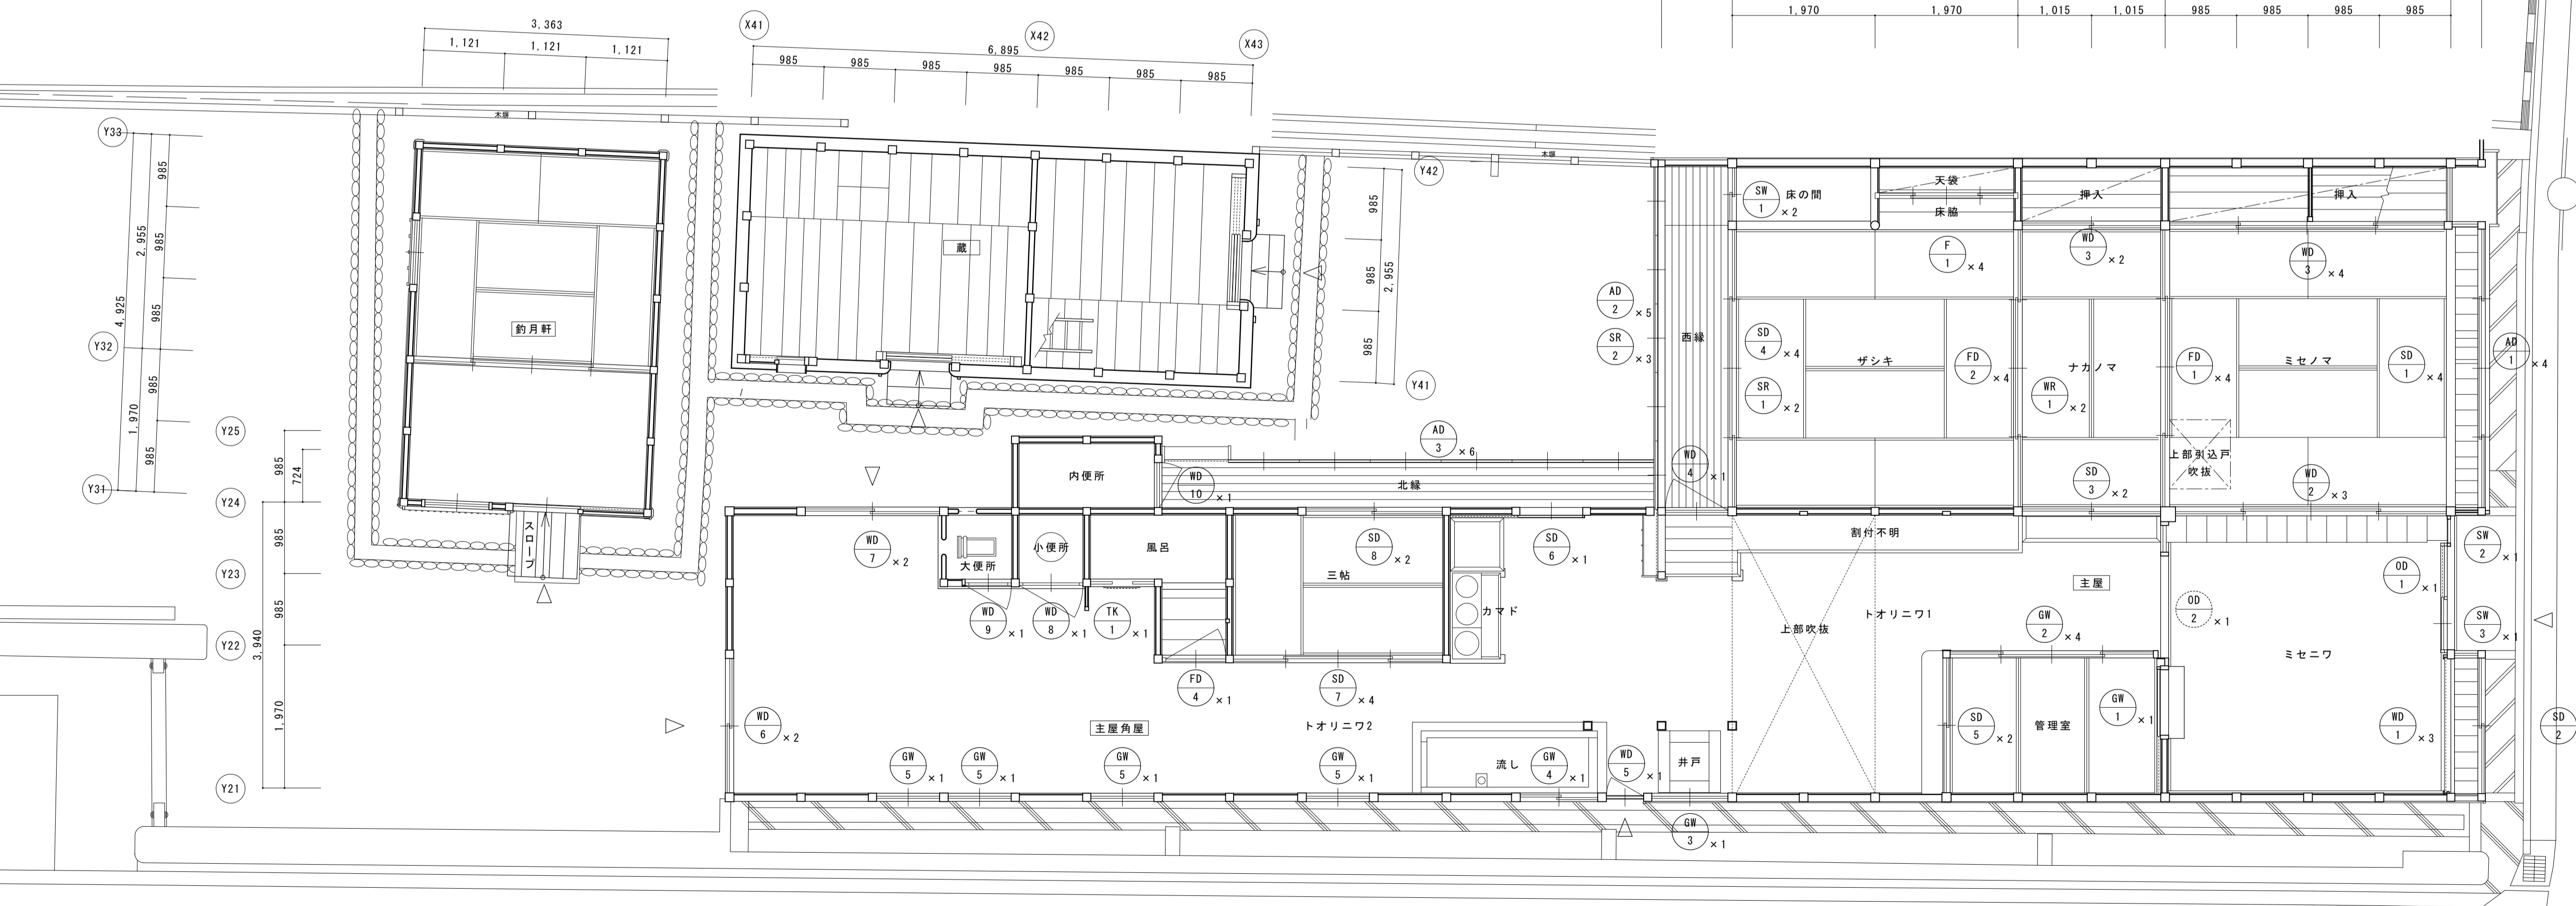 X41
X42
X43
3,363
1,121
1,121
1,121
6,895
985
985
985
985
985
985
985
1,970
1,970
1,015
1,015
985
985
985
985
木塀
木塀
Y33
Y32
Y31
985
985
985
985
985
2,955
1,970
4,925
Y42
Y41
985
985
985
2,955
Y25
Y24
Y23
Y22
Y21
985
724
985
985
1,970
3,940
釣月軒
スロープ
蔵
SW
1
×2
床の間
天袋
床脇
押入
押入
F
1
×4
WD
3
×2
WD
3
×4
AD
2
×5
SR
2
×3
西縁
SD
4
×4
SR
1
×2
ザシキ
FD
2
×4
ナカノマ
WR
1
×2
FD
1
×4
ミセノマ
SD
1
×4
AD
1
×4
上部引込戸
吹抜
SD
3
×2
WD
2
×3
AD
3
×6
WD
4
×1
内便所
WD
10
×1
北縁
WD
7
×2
大便所
小便所
風呂
三帖
SD
8
×2
SD
6
×1
カマド
割付不明
主屋
SW
2
×1
OD
1
×1
OD
2
×1
SW
3
×1
WD
9
×1
WD
8
×1
TK
1
×1
トオリニワ1
上部吹抜
GW
2
×4
ミセニワ
FD
4
×1
SD
7
×4
WD
6
×2
主屋角屋
トオリニワ2
SD
5
×2
管理室
GW
1
×1
WD
1
×3
SD
2
GW
5
×1
GW
5
×1
GW
5
×1
GW
5
×1
流し
GW
4
×1
WD
5
×1
井戸
GW
3
×1